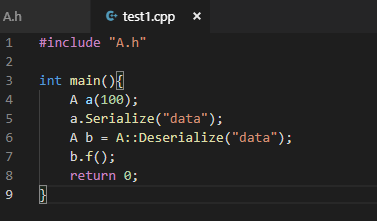 A.h test1.cpp ×
1 #include "A.h"
2
3 int main(){
4     A a(100);
5     a.Serialize("data");
6     A b = A::Deserialize("data");
7     b.f();
8     return 0;
9 }